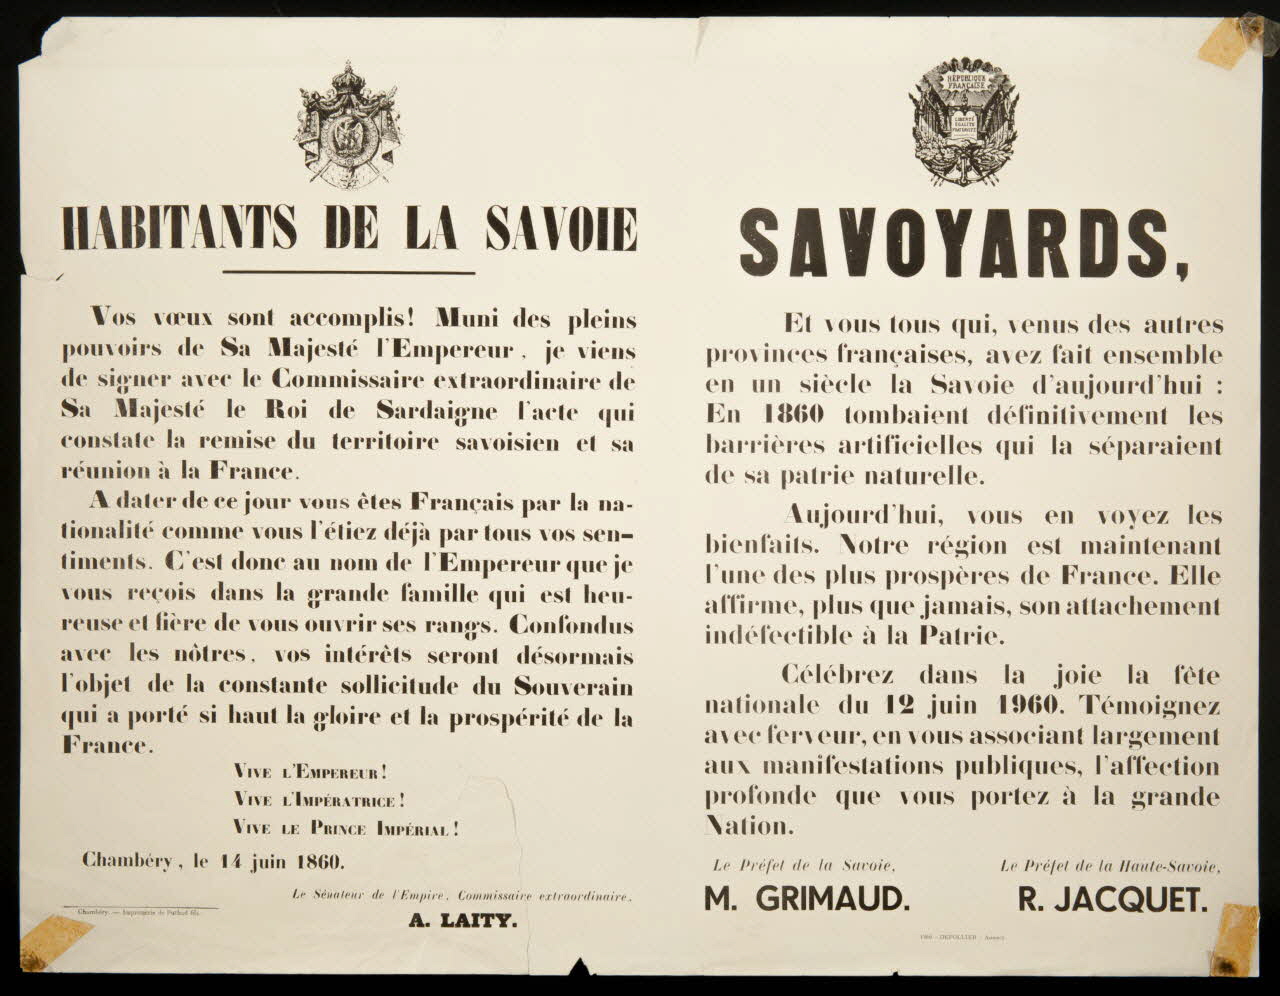 HABITANTS DE LA SAVOIE
Vos vœux sont accomplis! Muni des pleins
pouvoirs de Sa Majesté l'Empereur, je viens
de signer avec le Commissaire extraordinaire de
Sa Majesté le Roi de Sardaigne l'acte qui
constate la remise du territoire savoisien et sa
réunion à la France.
A dater de ce jour vous êtes Français par la na-
tionalité comme vous l'étiez déjà par tous vos sen-
timents. C'est donc au nom de l'Empereur que je
vous reçois dans la grande famille qui est heu-
reuse et fière de vous ouvrir ses rangs. Confondus
avec les nôtres, vos intérêts seront désormais
l'objet de la constante sollicitude du Souverain
qui a porté si haut la gloire et la prospérité de la
France.
VIVE L'EMPEREUR!
VIVE L'IMPÉRATRICE!
VIVE LE PRINCE IMPÉRIAL!
Chambéry, le 14 juin 1860.
Le Sénateur de l'Empire, Commissaire extraordinaire,
A. LAITY.
Chambéry. — Imprimerie de Puthod fils.
RÉPUBLIQUE
FRANÇAISE
LIBERTÉ
ÉGALITÉ
FRATERNITÉ
SAVOYARDS,
Et vous tous qui, venus des autres
provinces françaises, avez fait ensemble
en un siècle la Savoie d'aujourd'hui :
En 1860 tombaient définitivement les
barrières artificielles qui la séparaient
de sa patrie naturelle.
Aujourd'hui, vous en voyez les
bienfaits. Notre région est maintenant
l'une des plus prospères de France. Elle
affirme, plus que jamais, son attachement
indéfectible à la Patrie.
Célébrez dans la joie la fête
nationale du 12 juin 1960. Témoignez
avec ferveur, en vous associant largement
aux manifestations publiques, l'affection
profonde que vous portez à la grande
Nation.
Le Préfet de la Savoie,
M. GRIMAUD.
Le Préfet de la Haute-Savoie,
R. JACQUET.
1960 - DEPOLLIER - Annecy